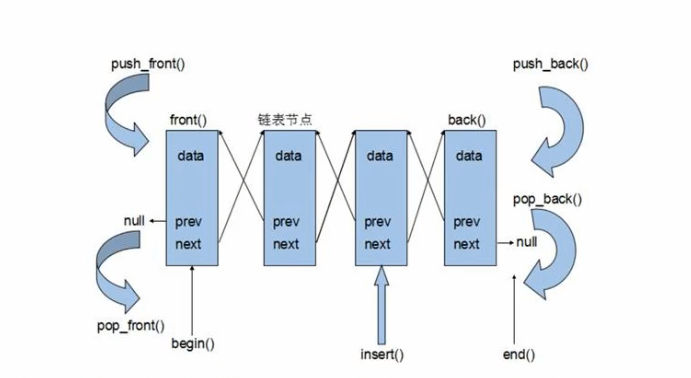 push_front()
push_back()
front()
链表节点
back()
data
data
data
data
pop_back()
null
prev
prev
prev
prev
next
next
next
next
null
pop_front()
begin()
insert()
end()